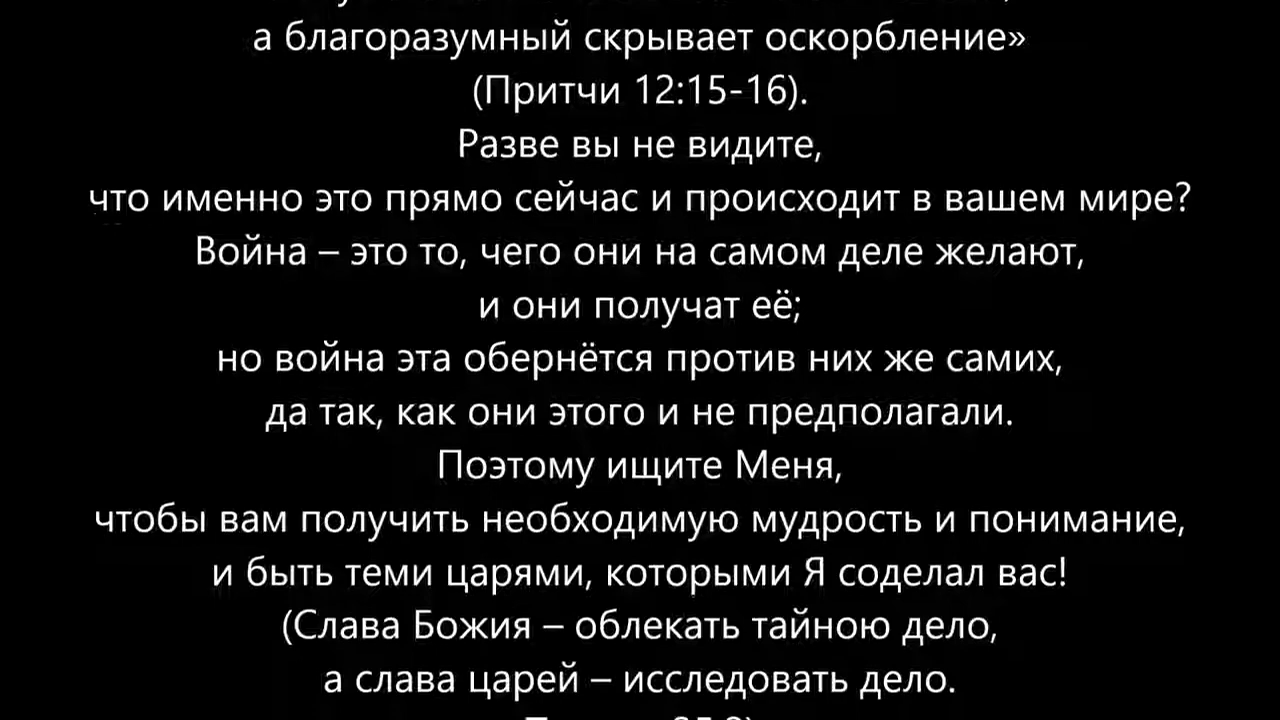 а благоразумный скрывает оскорбление»
(Притчи 12:15-16).
Разве вы не видите,
что именно это прямо сейчас и происходит в вашем мире?
Война – это то, чего они на самом деле желают,
и они получат её;
но война эта обернётся против них же самих,
да так, как они этого и не предполагали.
Поэтому ищите Меня,
чтобы вам получить необходимую мудрость и понимание,
и быть теми царями, которыми Я соделал вас!
(Слава Божия – облекать тайною дело,
а слава царей – исследовать дело.